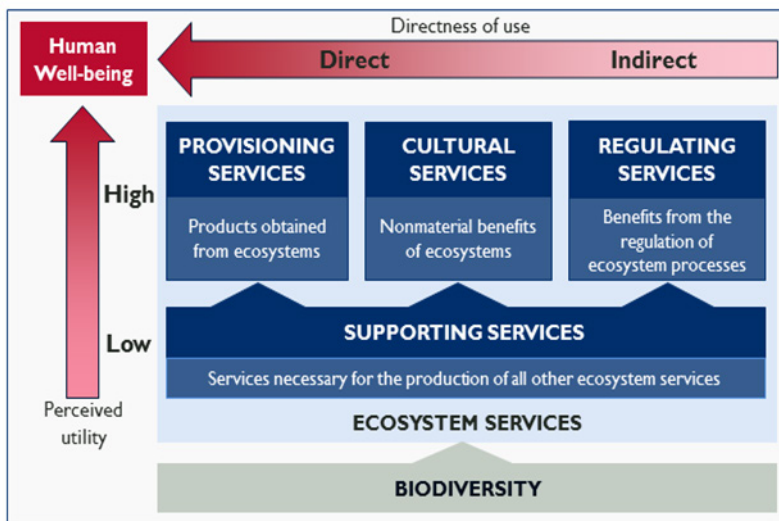 Human
Well-being
Directness of use
Direct
Indirect
High
Low
Perceived
utility
PROVISIONING
SERVICES
Products obtained
from ecosystems
CULTURAL
SERVICES
Nonmaterial benefits
of ecosystems
REGULATING
SERVICES
Benefits from the
regulation of
ecosystem processes
SUPPORTING SERVICES
Services necessary for the production of all other ecosystem services
ECOSYSTEM SERVICES
BIODIVERSITY